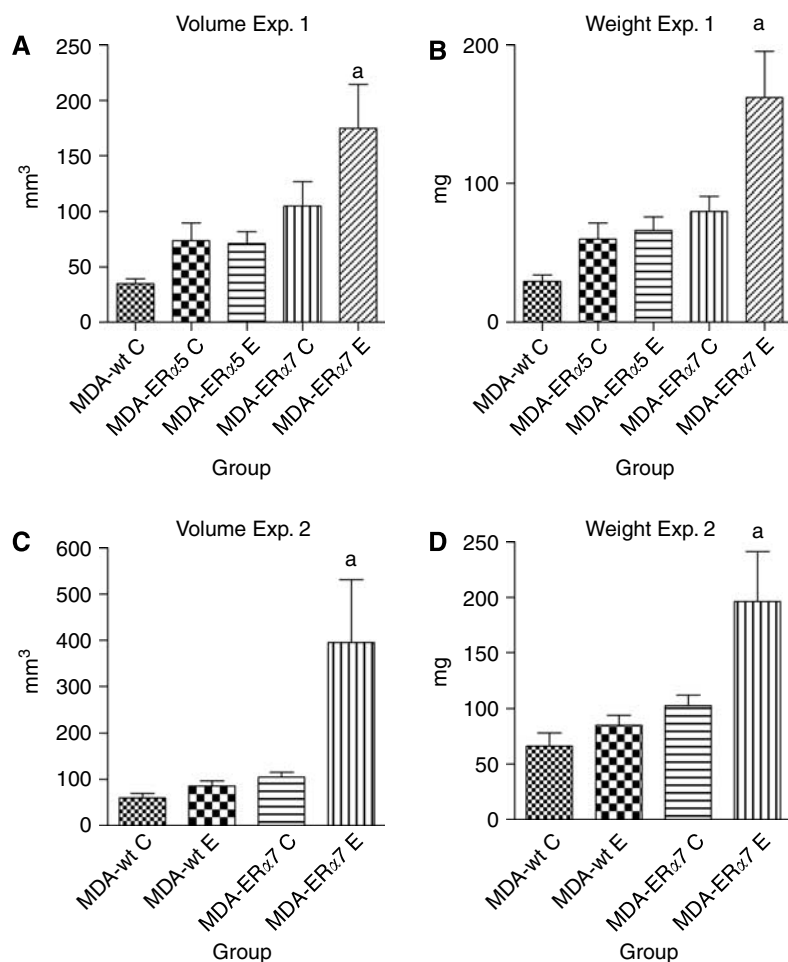 A
Volume Exp. 1
250
200
150
100
50
0
mm³
a
MDA-wt C
MDA-ERα5 C
MDA-ERα5 E
MDA-ERα7 C
MDA-ERα7 E
Group
B
Weight Exp. 1
200
100
0
mg
a
MDA-wt C
MDA-ERα5 C
MDA-ERα5 E
MDA-ERα7 C
MDA-ERα7 E
Group
C
Volume Exp. 2
600
500
400
300
200
100
0
mm³
a
MDA-wt C
MDA-wt E
MDA-ERα7 C
MDA-ERα7 E
Group
D
Weight Exp. 2
250
200
150
100
50
0
mg
a
MDA-wt C
MDA-wt E
MDA-ERα7 C
MDA-ERα7 E
Group